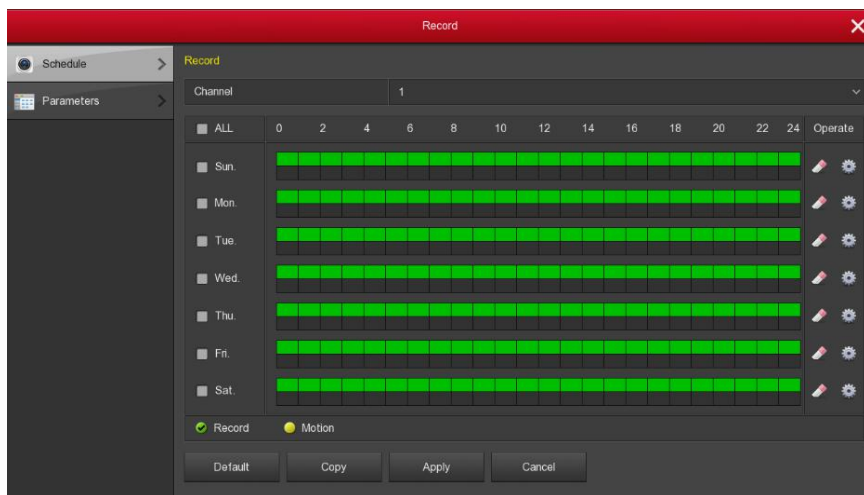 Record
Schedule
Parameters
Record
Channel 1
ALL 0 2 4 6 8 10 12 14 16 18 20 22 24 Operate
Sun.
Mon.
Tue.
Wed.
Thu.
Fri.
Sat.
Record Motion
Default Copy Apply Cancel